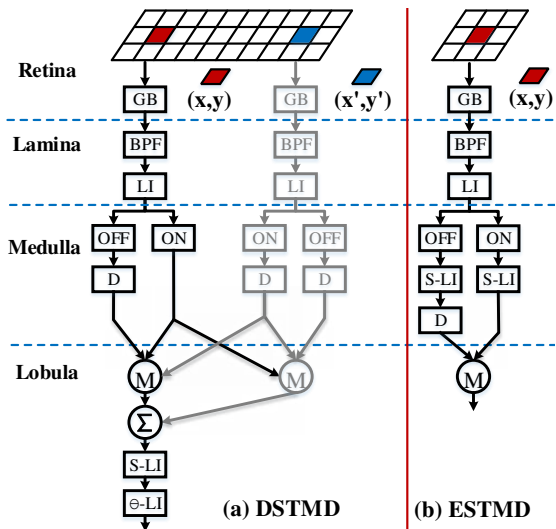 Retina
(x,y)
(x',y')
(x,y)
GB
GB
GB
Lamina
BPF
BPF
BPF
LI
LI
LI
Medulla
OFF
ON
ON
OFF
OFF
ON
D
D
D
S-LI
S-LI
D
Lobula
M
M
M
Σ
S-LI
Θ-LI
(a) DSTMD
(b) ESTMD